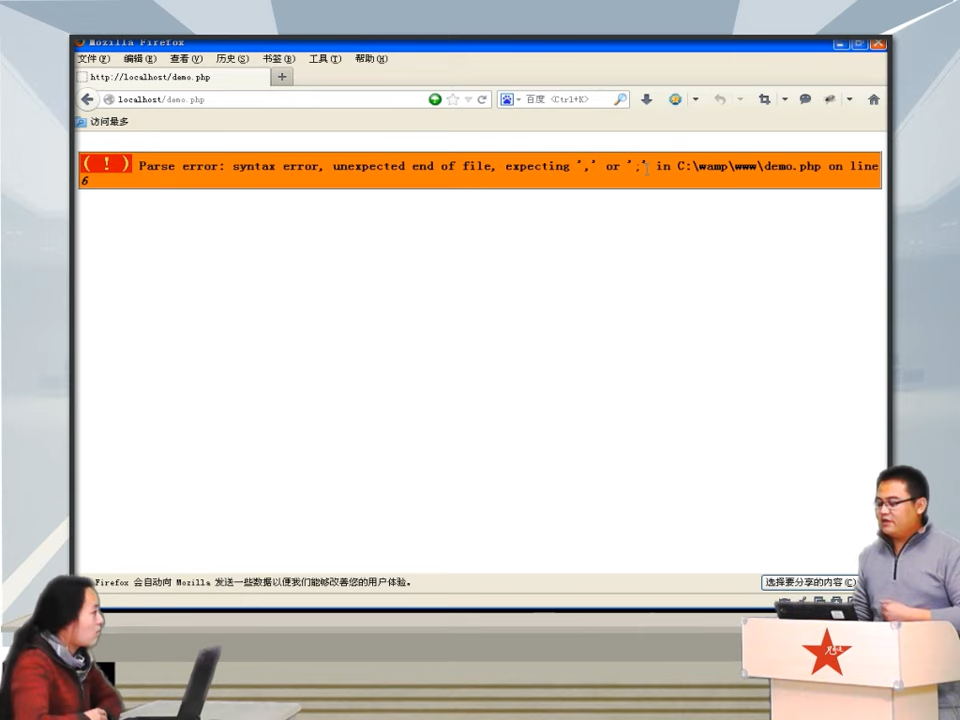 Mozilla Firefox
文件(F) 编辑(E) 查看(V) 历史(S) 书签(B) 工具(T) 帮助(H)
http://localhost/demo.php
localhost/demo.php
百度 <Ctrl+K>
访问最多
( ! ) Parse error: syntax error, unexpected end of file, expecting ',' or ';' in C:\wamp\www\demo.php on line
6
Firefox 会自动向 Mozilla 发送一些数据以便我们能够改善您的用户体验。
选择要分享的内容(C)